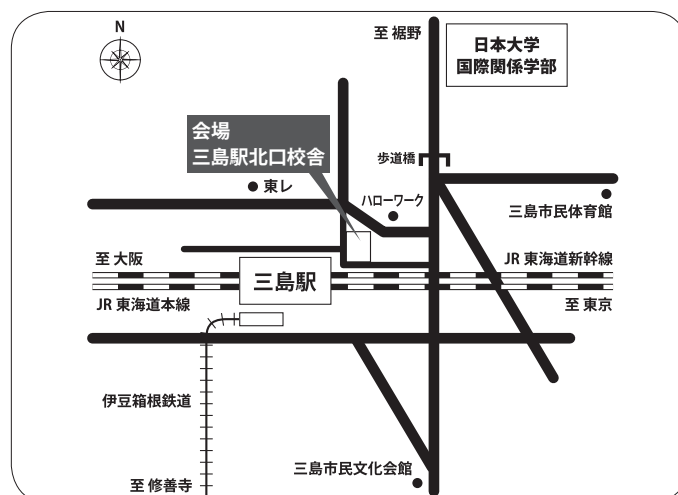 N
至 裾野
日本大学
国際関係学部
会場
三島駅北口校舎
歩道橋
東レ
ハローワーク
三島市民体育館
至 大阪
JR 東海道新幹線
三島駅
JR 東海道本線
至 東京
伊豆箱根鉄道
三島市民文化会館
至 修善寺